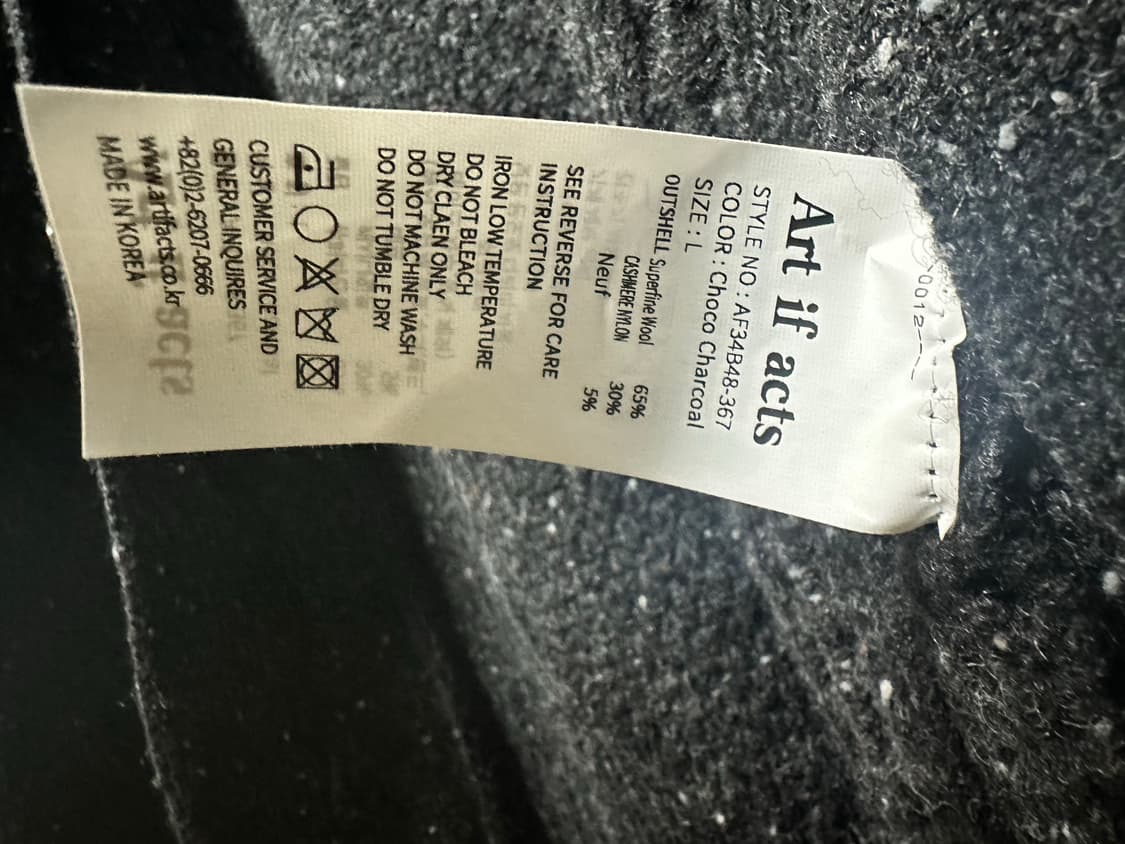 0012
Art if acts
STYLE NO : AF34B48-367
COLOR : Choco Charcoal
SIZE : L
OUTSHELL Superfine Wool 65%
CASHMERE NYLON 30%
Neuf 5%
SEE REVERSE FOR CARE
INSTRUCTION
IRON LOW TEMPERATURE
DO NOT BLEACH
DRY CLAEN ONLY
DO NOT MACHINE WASH
DO NOT TUMBLE DRY
CUSTOMER SERVICE AND
GENERAL INQUIRES
+82(0)2-6207-0666
www.artifacts.co.kr
MADE IN KOREA